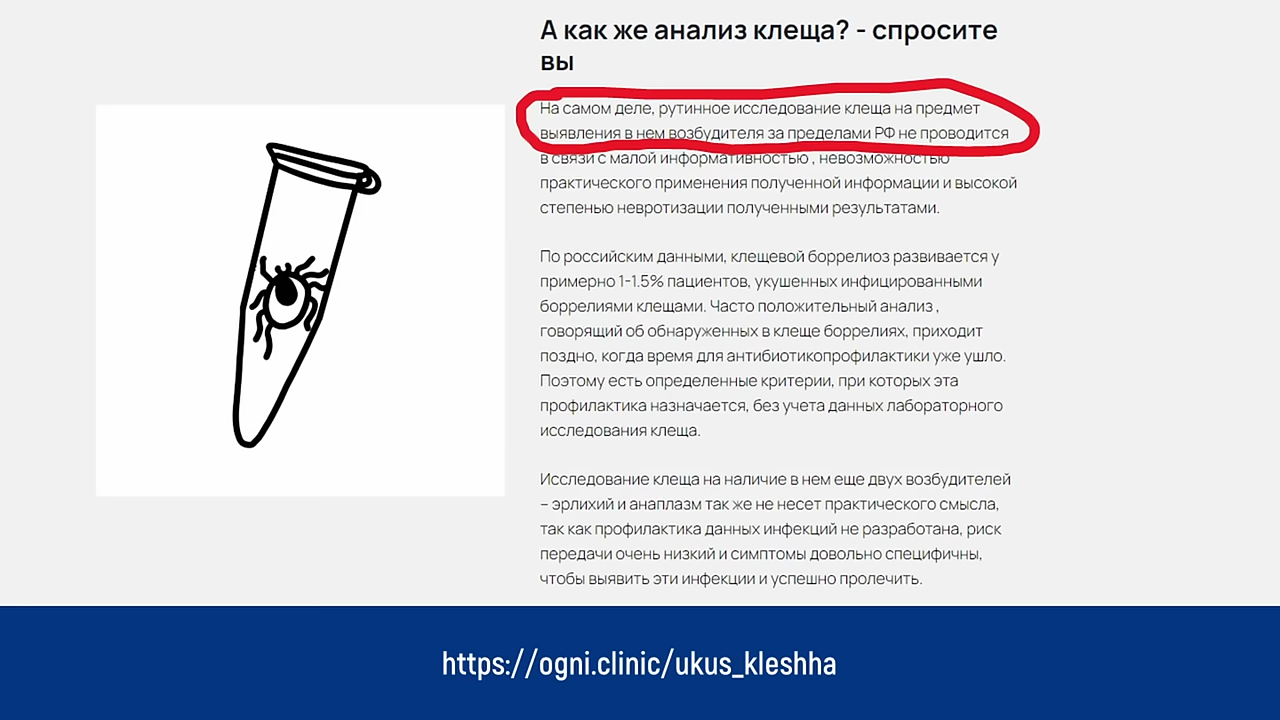 А как же анализ клеща? - спросите
вы
На самом деле, рутинное исследование клеща на предмет
выявления в нем возбудителя за пределами РФ не проводится
в связи с малой информативностью , невозможностью
практического применения полученной информации и высокой
степенью невротизации полученными результатами.
По российским данными, клещевой боррелиоз развивается у
примерно 1-1.5% пациентов, укушенных инфицированными
боррелиями клещами. Часто положительный анализ ,
говорящий об обнаруженных в клеще боррелиях, приходит
поздно, когда время для антибиотикопрофилактики уже ушло.
Поэтому есть определенные критерии, при которых эта
профилактика назначается, без учета данных лабораторного
исследования клеща.
Исследование клеща на наличие в нем еще двух возбудителей
– эрлихий и анаплазм так же не несет практического смысла,
так как профилактика данных инфекций не разработана, риск
передачи очень низкий и симптомы довольно специфичны,
чтобы выявить эти инфекции и успешно пролечить.
https://ogni.clinic/ukus_kleshha